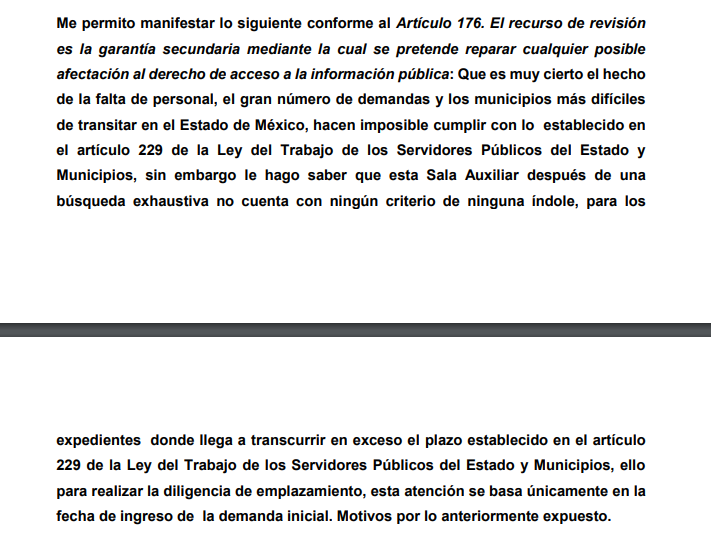 Me permito manifestar lo siguiente conforme al Artículo 176. El recurso de revisión
es la garantía secundaria mediante la cual se pretende reparar cualquier posible
afectación al derecho de acceso a la información pública: Que es muy cierto el hecho
de la falta de personal, el gran número de demandas y los municipios más difíciles
de transitar en el Estado de México, hacen imposible cumplir con lo establecido en
el artículo 229 de la Ley del Trabajo de los Servidores Públicos del Estado y
Municipios, sin embargo le hago saber que esta Sala Auxiliar después de una
búsqueda exhaustiva no cuenta con ningún criterio de ninguna índole, para los
expedientes donde llega a transcurrir en exceso el plazo establecido en el artículo
229 de la Ley del Trabajo de los Servidores Públicos del Estado y Municipios, ello
para realizar la diligencia de emplazamiento, esta atención se basa únicamente en la
fecha de ingreso de la demanda inicial. Motivos por lo anteriormente expuesto.